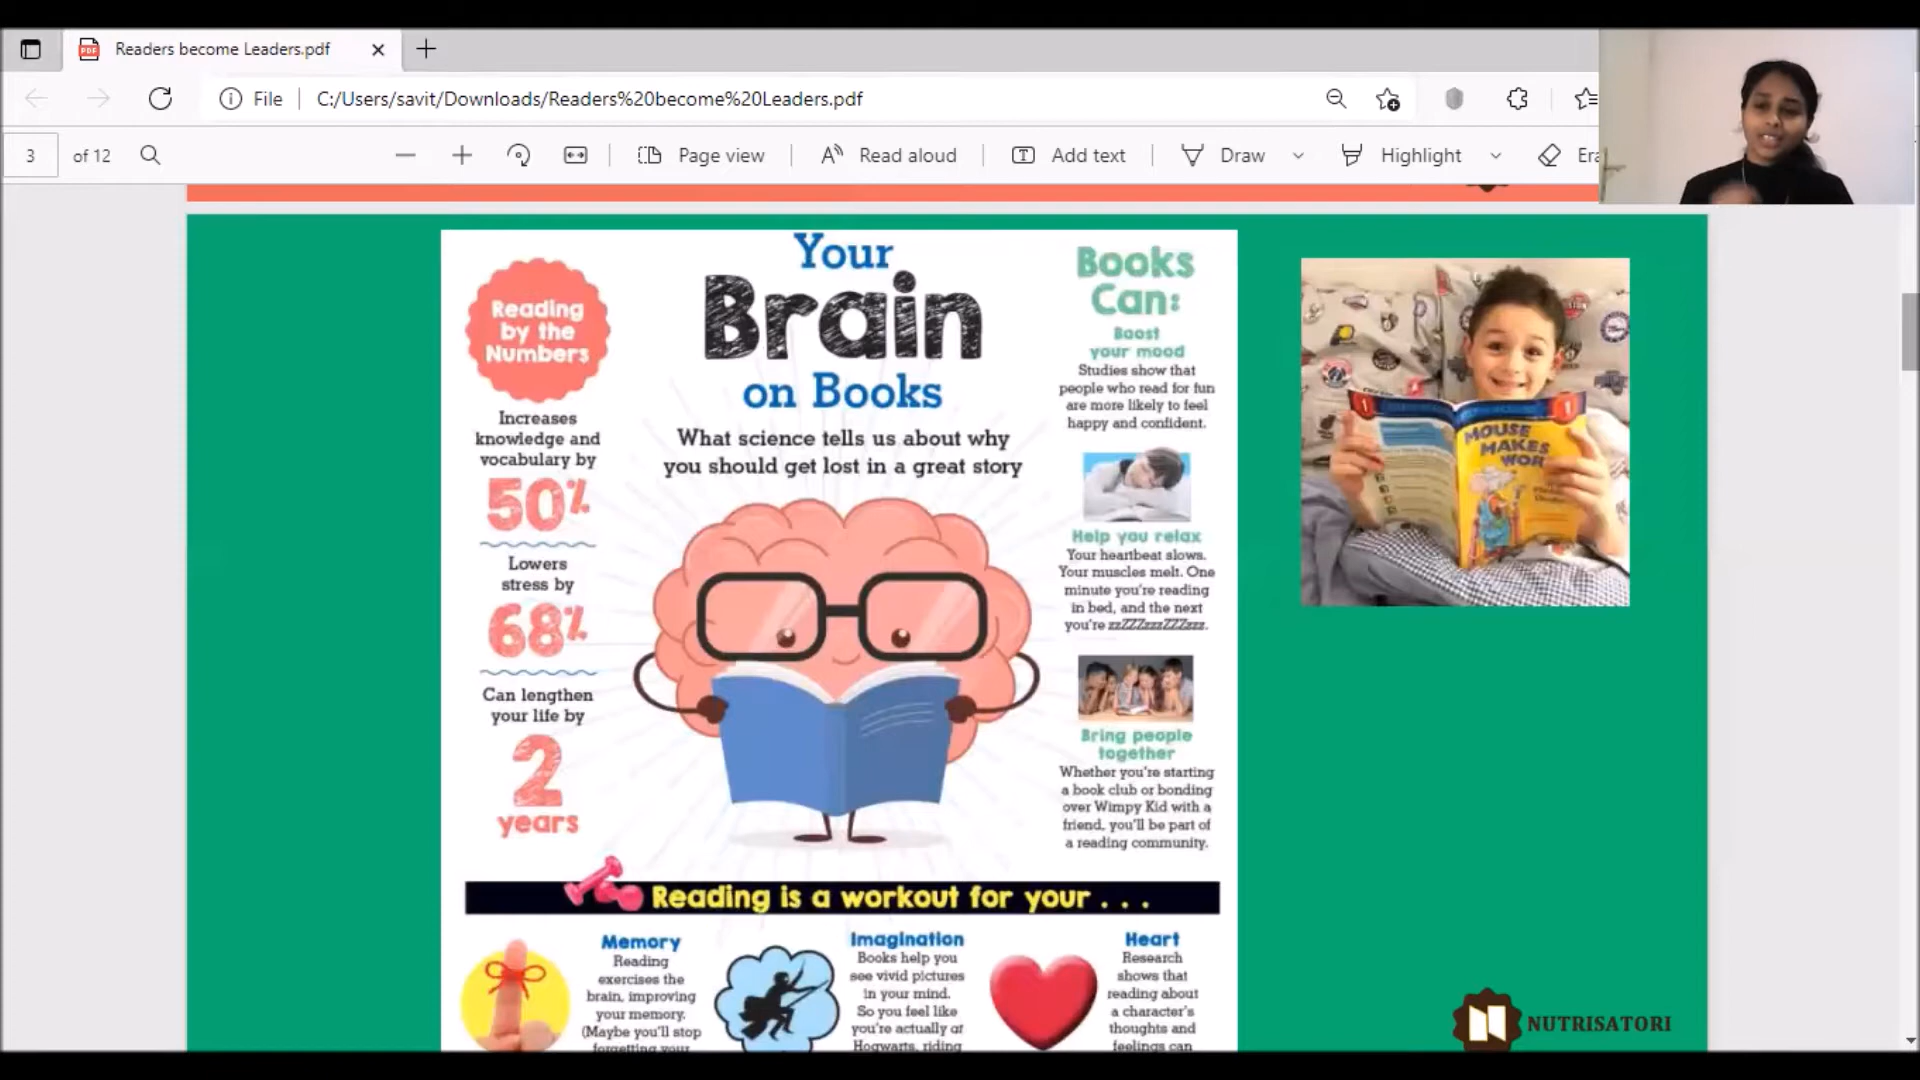 Readers become Leaders.pdf
File
C:/Users/savit/Downloads/Readers%20become%20Leaders.pdf
3
of 12
Page view
Read aloud
Add text
Draw
Highlight
Your
Brain
on Books
What science tells us about why
you should get lost in a great story
Reading
by the
Numbers
Increases
knowledge and
vocabulary by
50%
Lowers
stress by
68%
Can lengthen
your life by
2
years
Books
Can:
Boost
your mood
Studies show that
people who read for fun
are more likely to feel
happy and confident.
Help you relax
Your heartbeat slows.
Your muscles melt. One
minute you're reading
in bed, and the next
you're zzZZZzzzZZZzzz.
Bring people
together
Whether you're starting
a book club or bonding
over Wimpy Kid with a
friend, you'll be part of
a reading community.
MOUSE
MAKES
Reading is a workout for your . . .
Memory
Reading
exercises the
brain, improving
your memory.
(Maybe you'll stop
forgetting your
Imagination
Books help you
see vivid pictures
in your mind.
So you feel like
you're actually at
Hogwarts, riding
Heart
Research
shows that
reading about
a character's
thoughts and
feelings can
NUTRISATORI